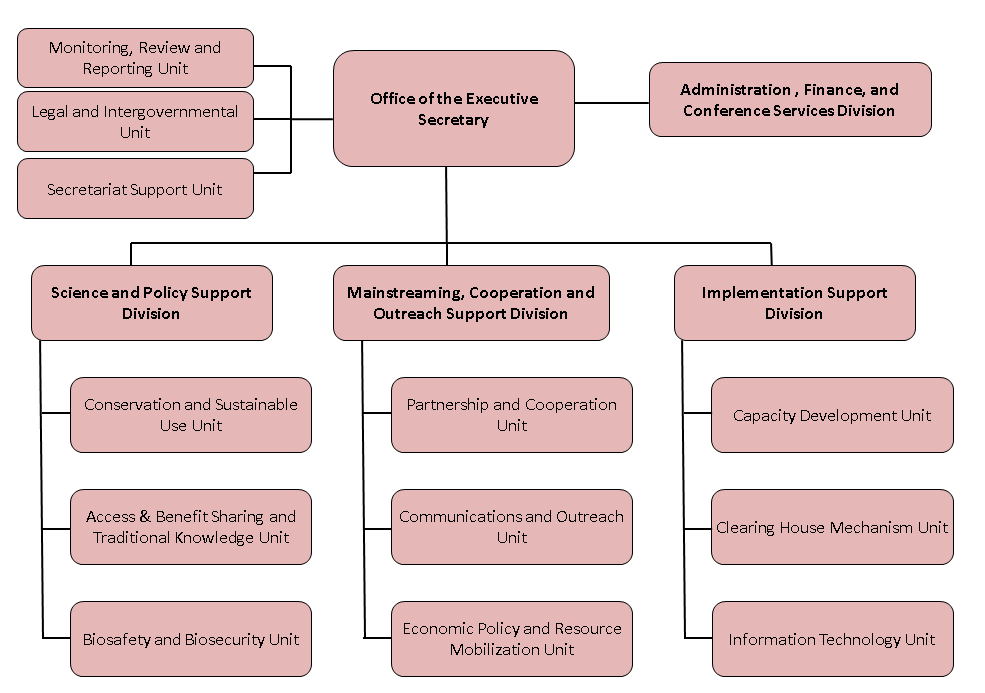 Monitoring, Review and
Reporting Unit
Legal and Intergovernmental
Unit
Secretariat Support Unit
Office of the Executive
Secretary
Administration , Finance, and
Conference Services Division
Science and Policy Support
Division
Conservation and Sustainable
Use Unit
Access & Benefit Sharing and
Traditional Knowledge Unit
Biosafety and Biosecurity Unit
Mainstreaming, Cooperation and
Outreach Support Division
Partnership and Cooperation
Unit
Communications and Outreach
Unit
Economic Policy and Resource
Mobilization Unit
Implementation Support
Division
Capacity Development Unit
Clearing House Mechanism Unit
Information Technology Unit